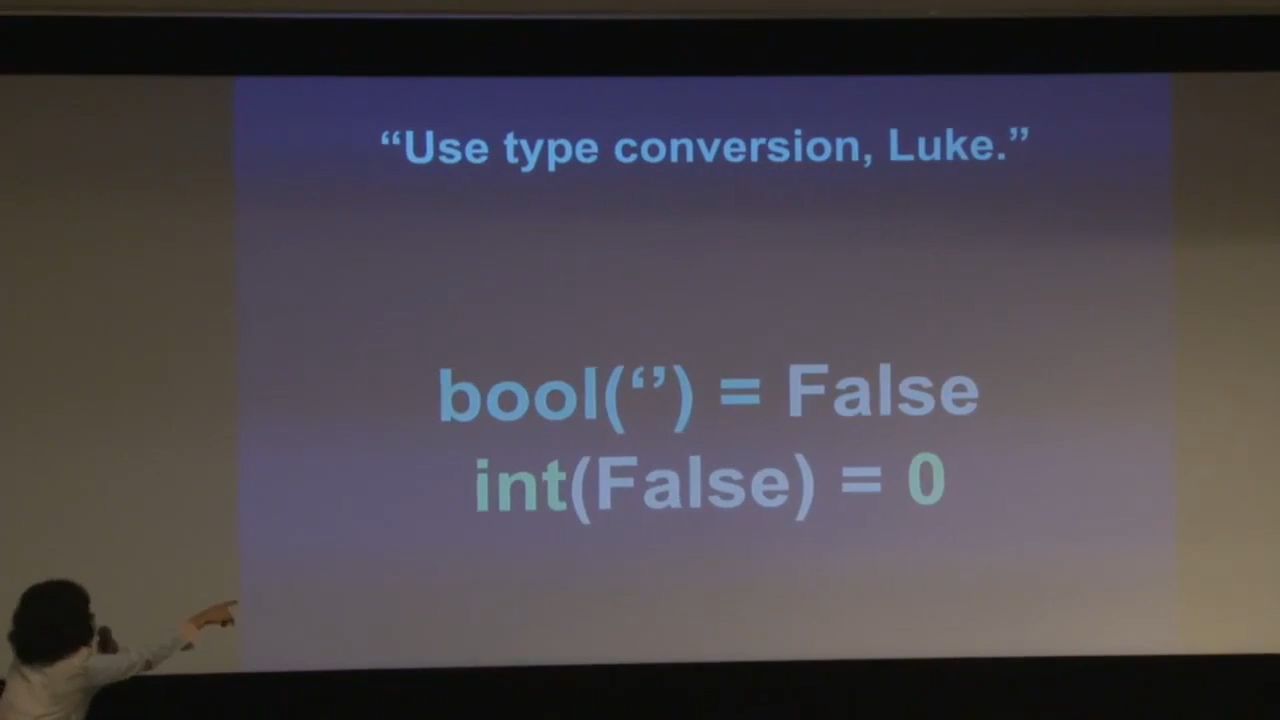 “Use type conversion, Luke.”
bool(‘’) = False
int(False) = 0